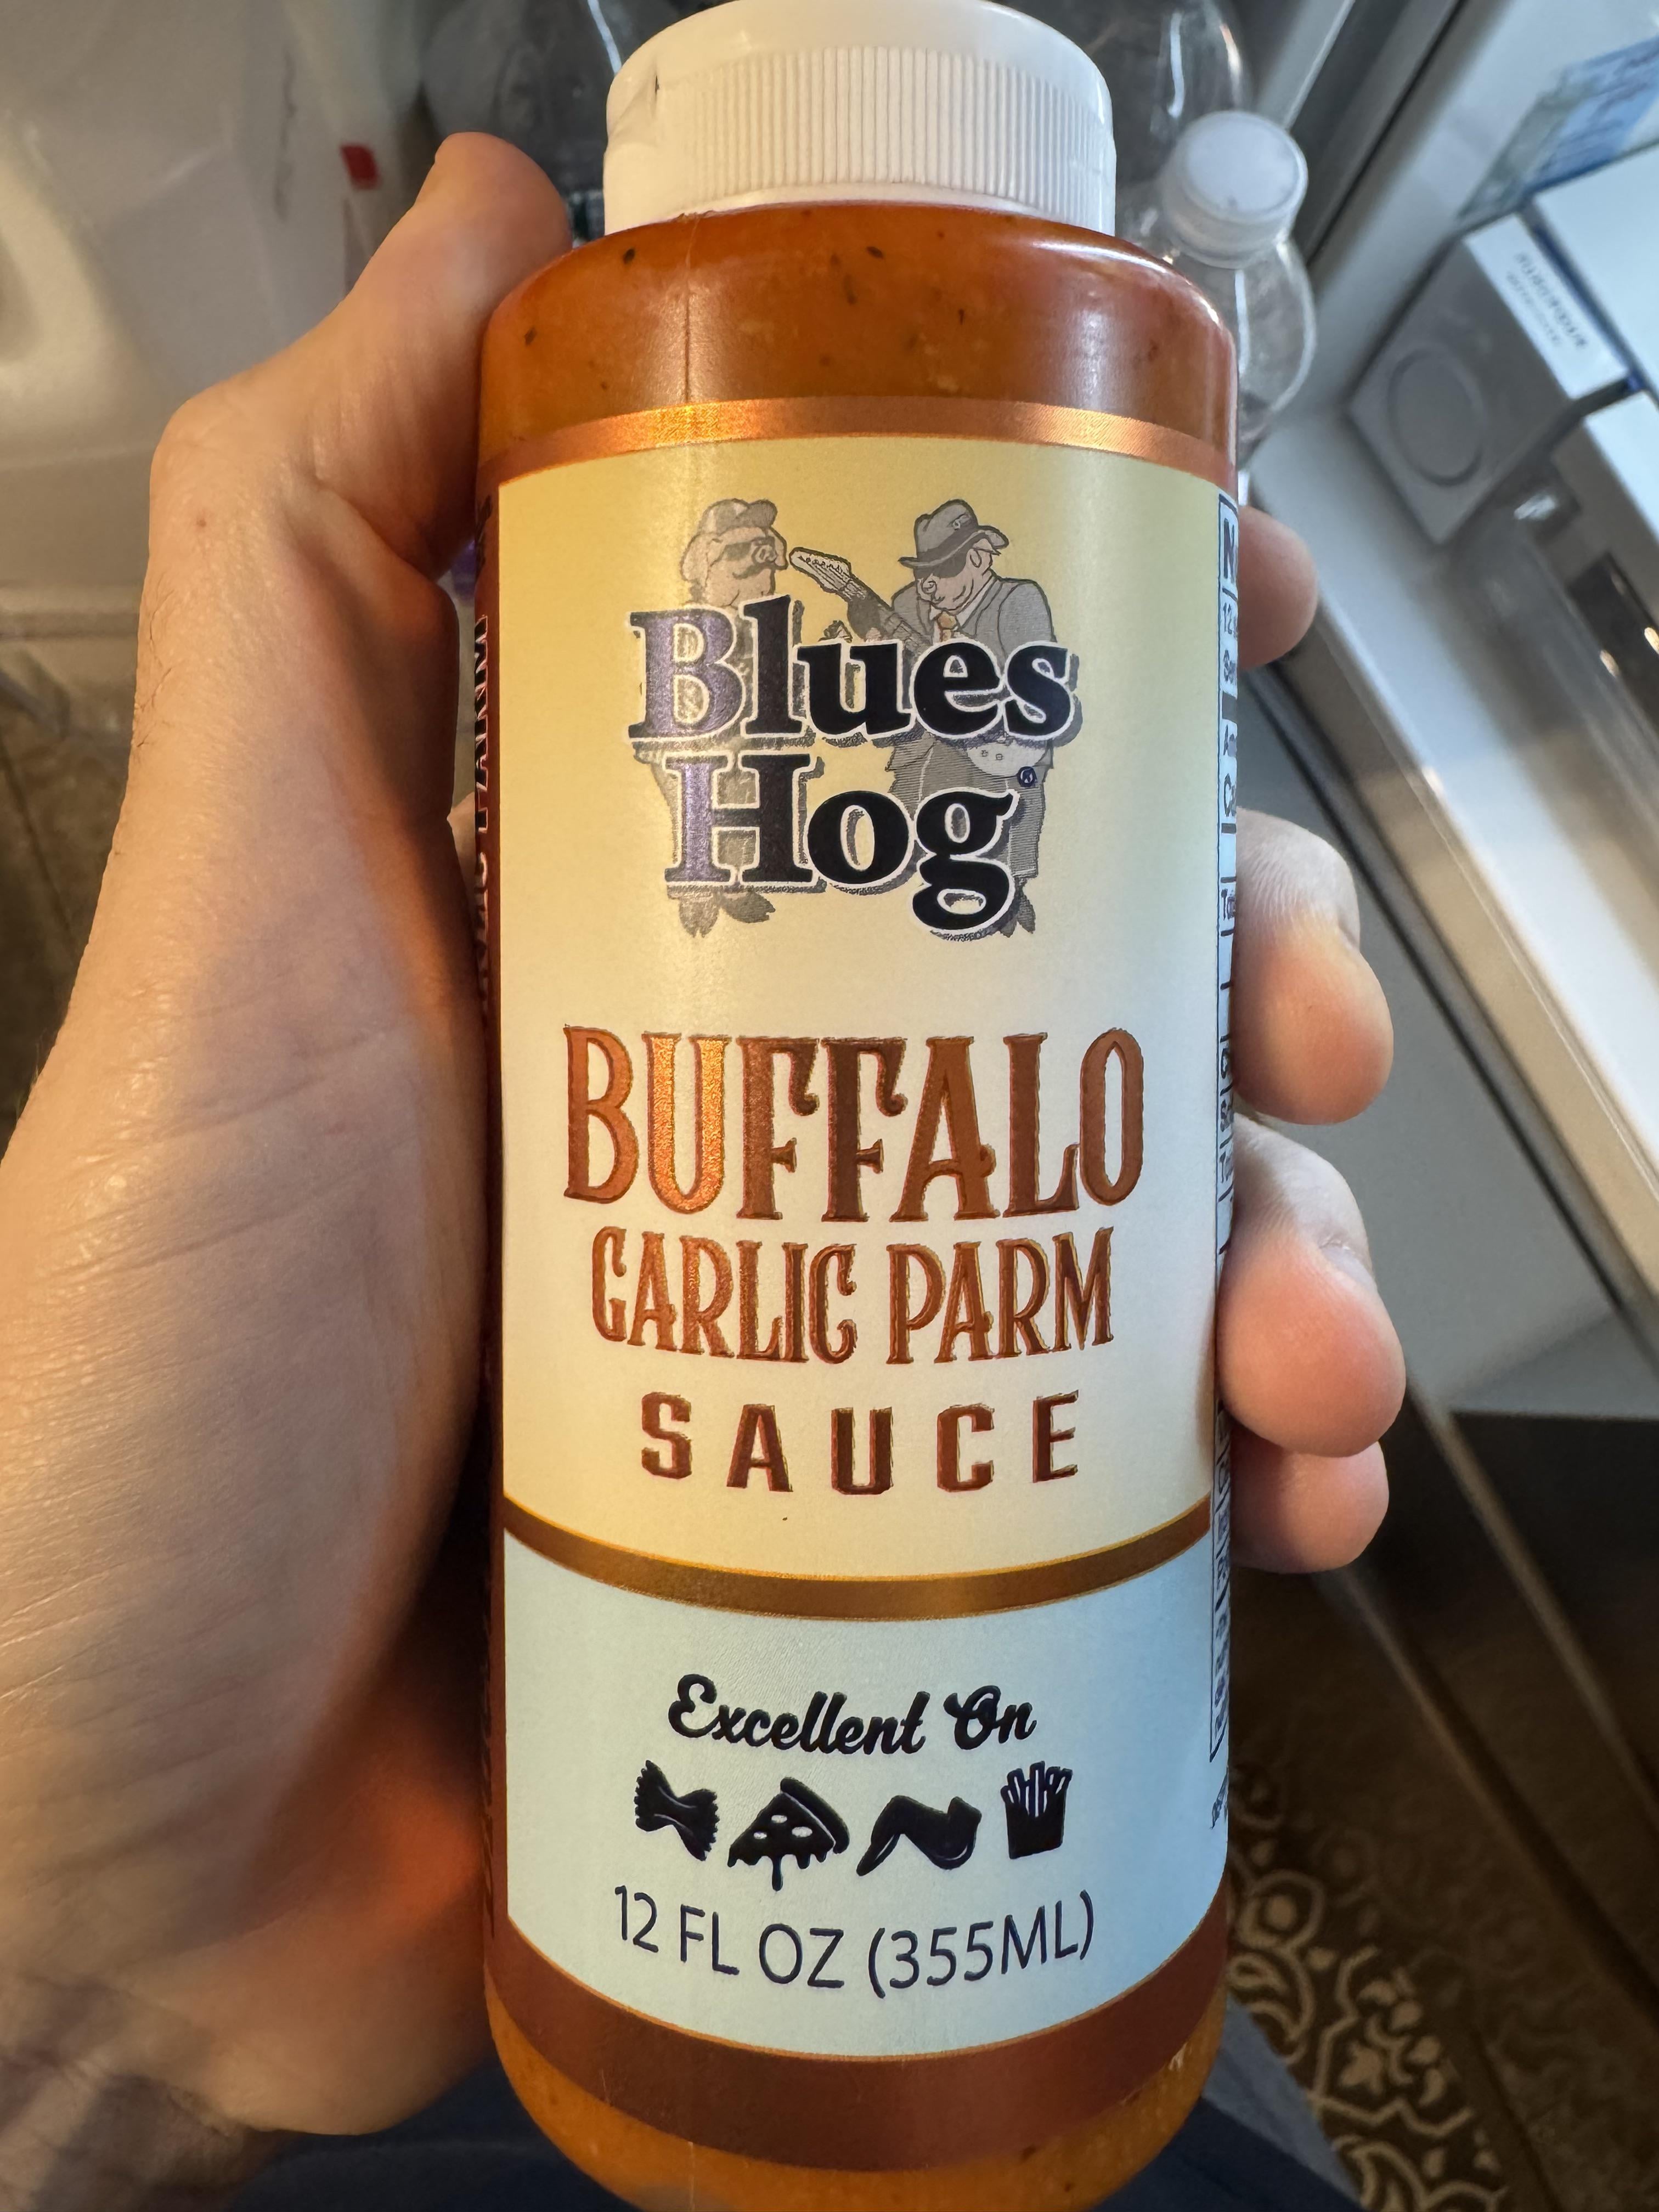 Blues
Hog®
BUFFALO
GARLIC PARM
SAUCE
Excellent On
12 FL OZ (355ML)